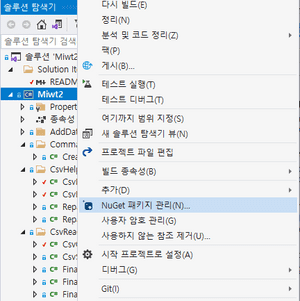 솔루션 탐색기
솔루션 탐색기 검색
솔루션 'Miwt2'
Solution Ite
READM
Miwt2
Propert
종속성
AddDat
Comma
Crea
CsvHelp
Csv
Csv
Repa
Repa
CsvRea
CsvC
CsvS
Fina
Fina
Fina
다시 빌드(E)
정리(N)
분석 및 코드 정리(Z)
팩(P)
게시(B)...
테스트 실행(T)
테스트 디버그(T)
여기까지 범위 지정(S)
새 솔루션 탐색기 뷰(N)
프로젝트 파일 편집
빌드 종속성(B)
추가(D)
NuGet 패키지 관리(N)...
사용자 암호 관리(G)
사용하지 않는 참조 제거(U)...
시작 프로젝트로 설정(A)
디버그(G)
Git(I)